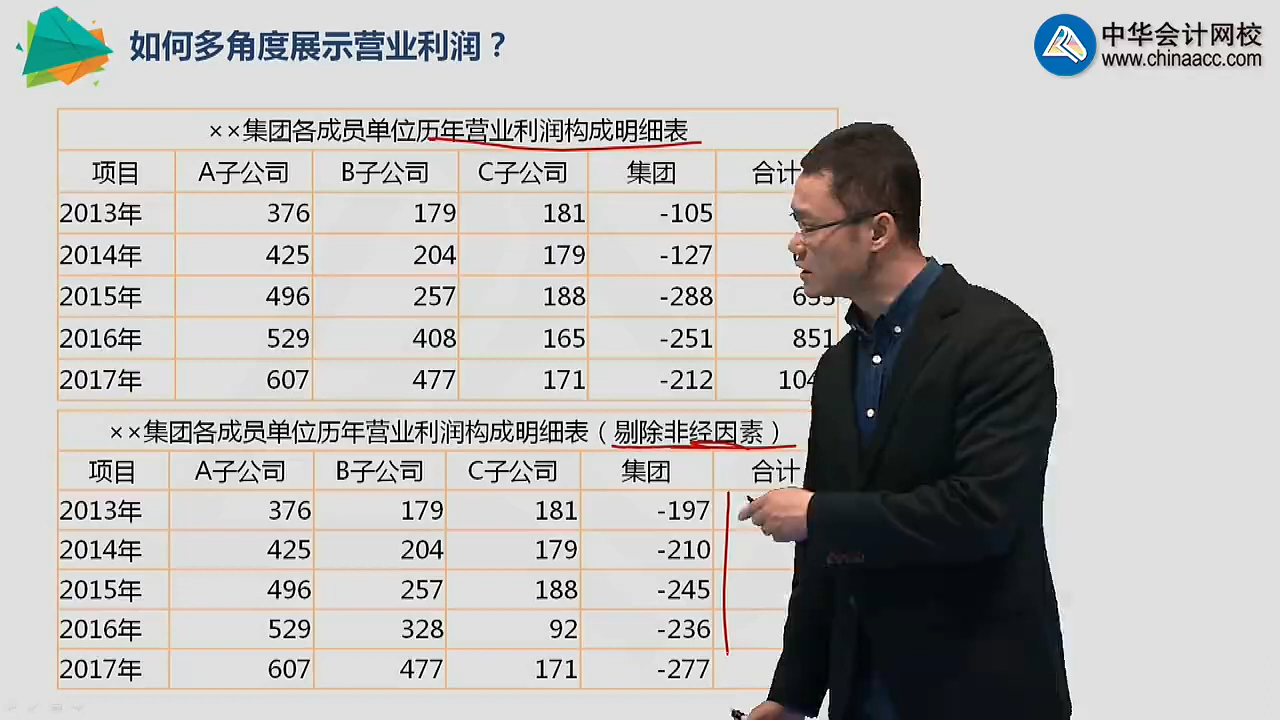 如何多角度展示营业利润？
中华会计网校
www.chinaacc.com
××集团各成员单位历年营业利润构成明细表
项目 A子公司 B子公司 C子公司 集团 合计
2013年 376 179 181 -105
2014年 425 204 179 -127
2015年 496 257 188 -288
2016年 529 408 165 -251 851
2017年 607 477 171 -212
××集团各成员单位历年营业利润构成明细表（剔除非经因素）
项目 A子公司 B子公司 C子公司 集团 合计
2013年 376 179 181 -197
2014年 425 204 179 -210
2015年 496 257 188 -245
2016年 529 328 92 -236
2017年 607 477 171 -277